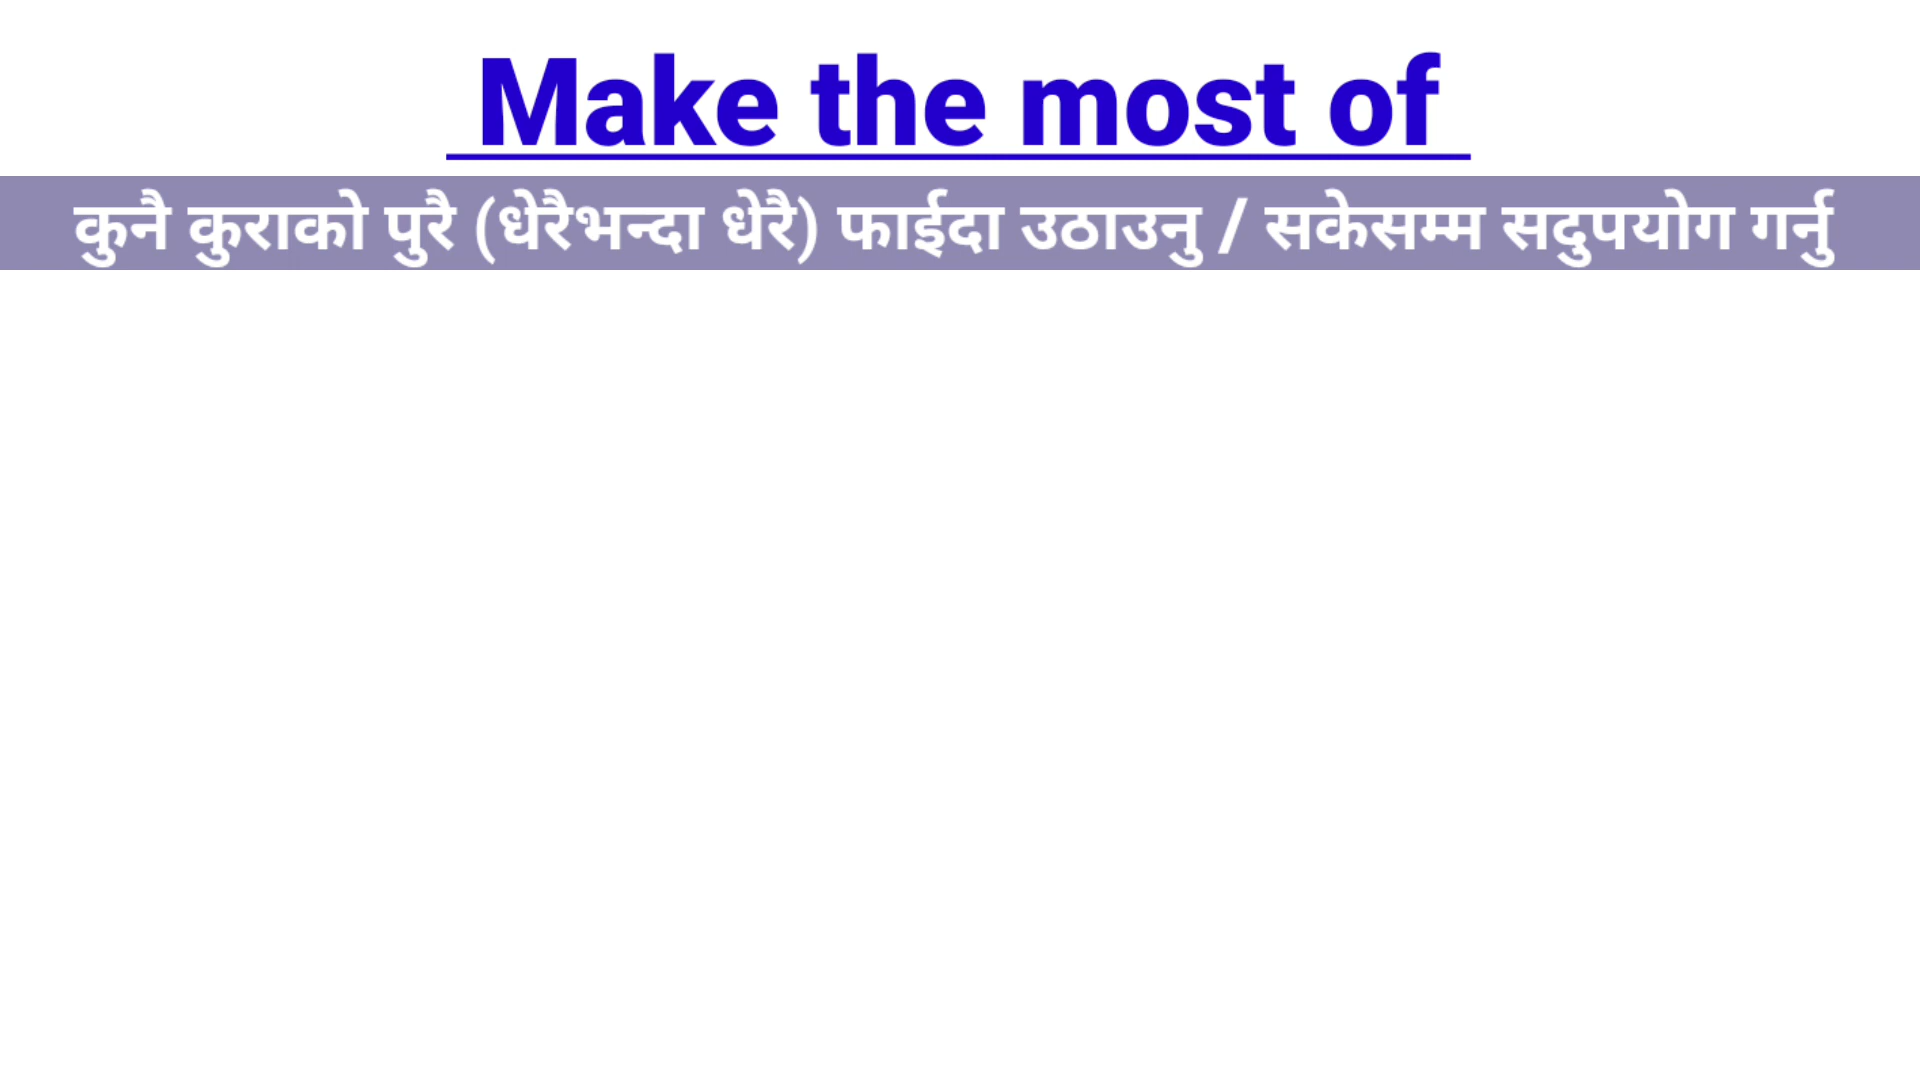 Make the most of
कुनै कुराको पुरै (धेरैभन्दा धेरै) फाईदा उठाउनु / सकेसम्म सदुपयोग गर्नु